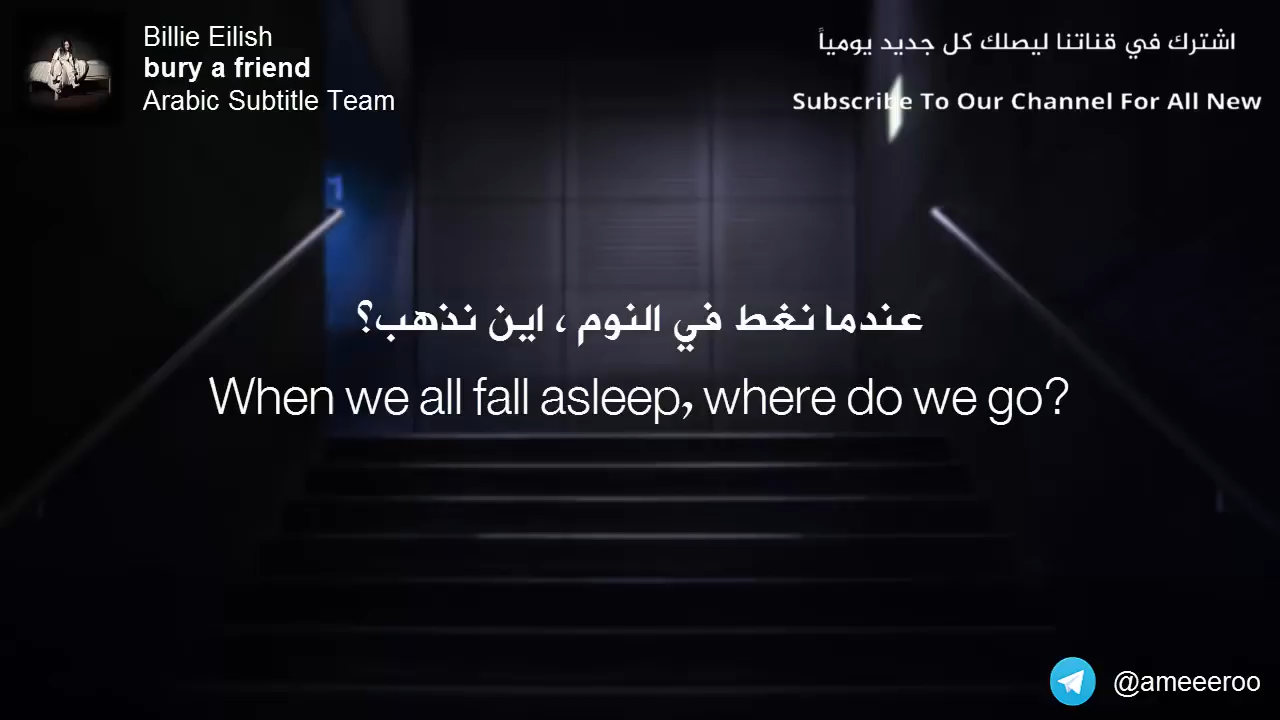 Billie Eilish
bury a friend
Arabic Subtitle Team
اشترك في قناتنا ليصلك كل جديد يومياً
Subscribe To Our Channel For All New
عندما نغط في النوم ، اين نذهب؟
When we all fall asleep, where do we go?
@ameeeroo